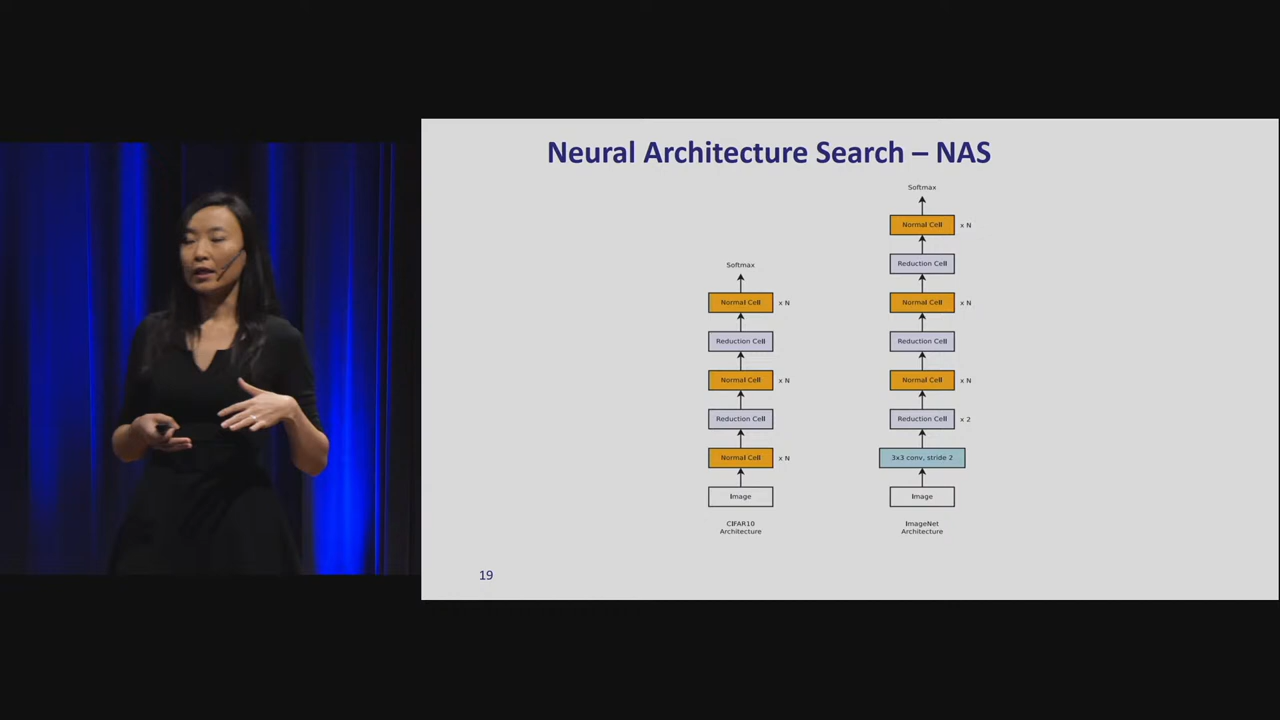 Neural Architecture Search – NAS
Softmax
Normal Cell x N
Reduction Cell
Normal Cell x N
Reduction Cell
Normal Cell x N
Image
CIFAR10
Architecture
Softmax
Normal Cell x N
Reduction Cell
Normal Cell x N
Reduction Cell
Normal Cell x N
Reduction Cell x 2
3x3 conv, stride 2
Image
ImageNet
Architecture
19